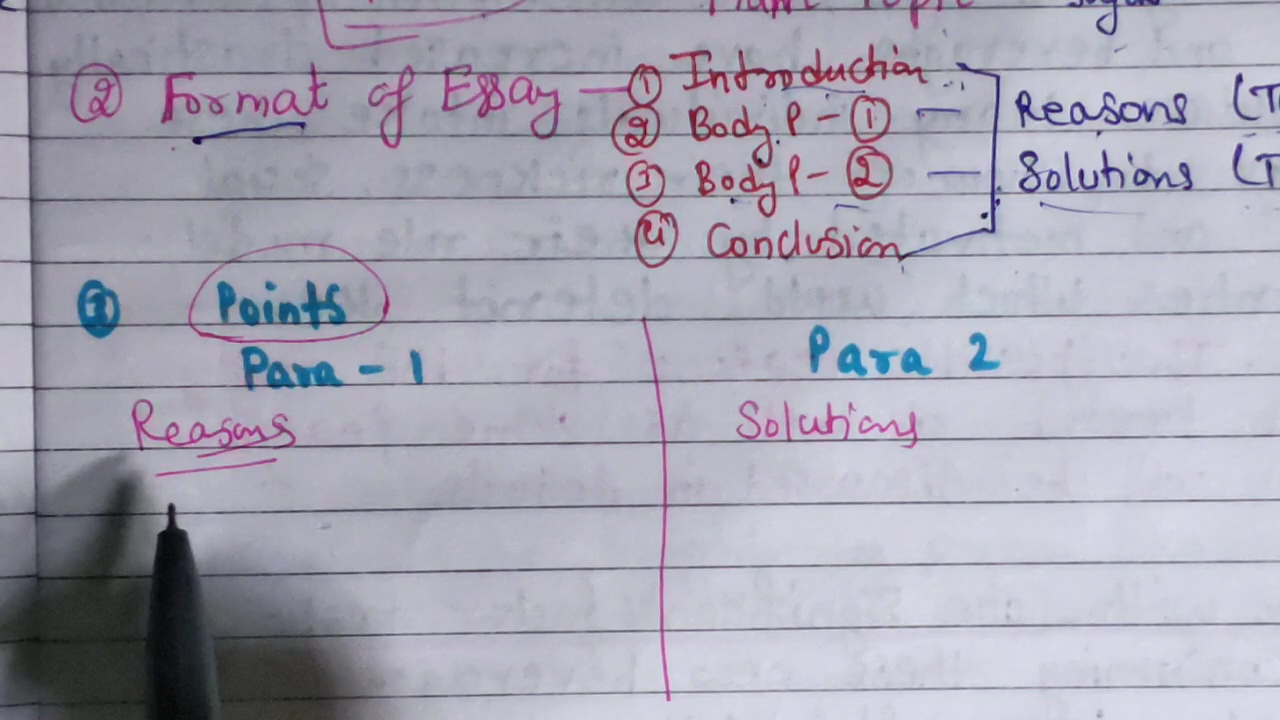 Topic
② Format of Essay — ① Introduction
② Body P - ① — Reasons (T
③ Body P - ② — Solutions (T
④ Conclusion
③ Points
Para - 1 Para 2
Reasons Solutions